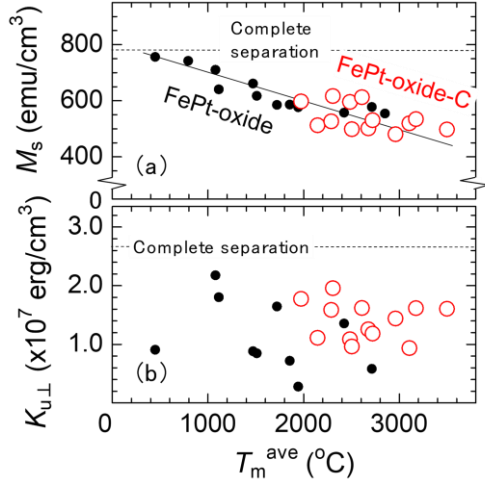 800
600
400
0
M_s (emu/cm^3)
Complete
separation
FePt-oxide-C
FePt-oxide
(a)
3.0
2.0
1.0
K_u⊥ (x10^7 erg/cm^3)
Complete separation
(b)
0 1000 2000 3000
T_m^ave (°C)